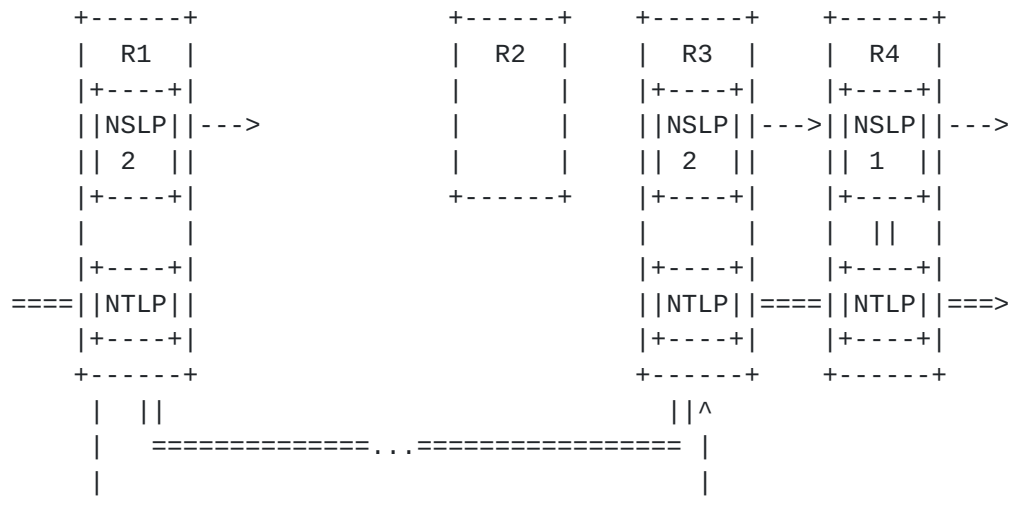 +------+                +------+    +------+    +------+
     |  R1  |                |  R2  |    |  R3  |    |  R4  |
     |+----+|                |      |    |+----+|    |+----+|
     ||NSLP||--->            |      |    ||NSLP||--->||NSLP||--->
     || 2  ||                |      |    || 2  ||    || 1  ||
     |+----+|                +------+    |+----+|    |+----+|
     |      |                            |      |    |  ||  |
     |+----+|                            |+----+|    |+----+|
 ====||NTLP||                            ||NTLP||====||NTLP||===>
     |+----+|                            |+----+|    |+----+|
     +------+                            +------+    +------+
      |  ||                                ||^
      |   ==============...================= |
      |                                      |